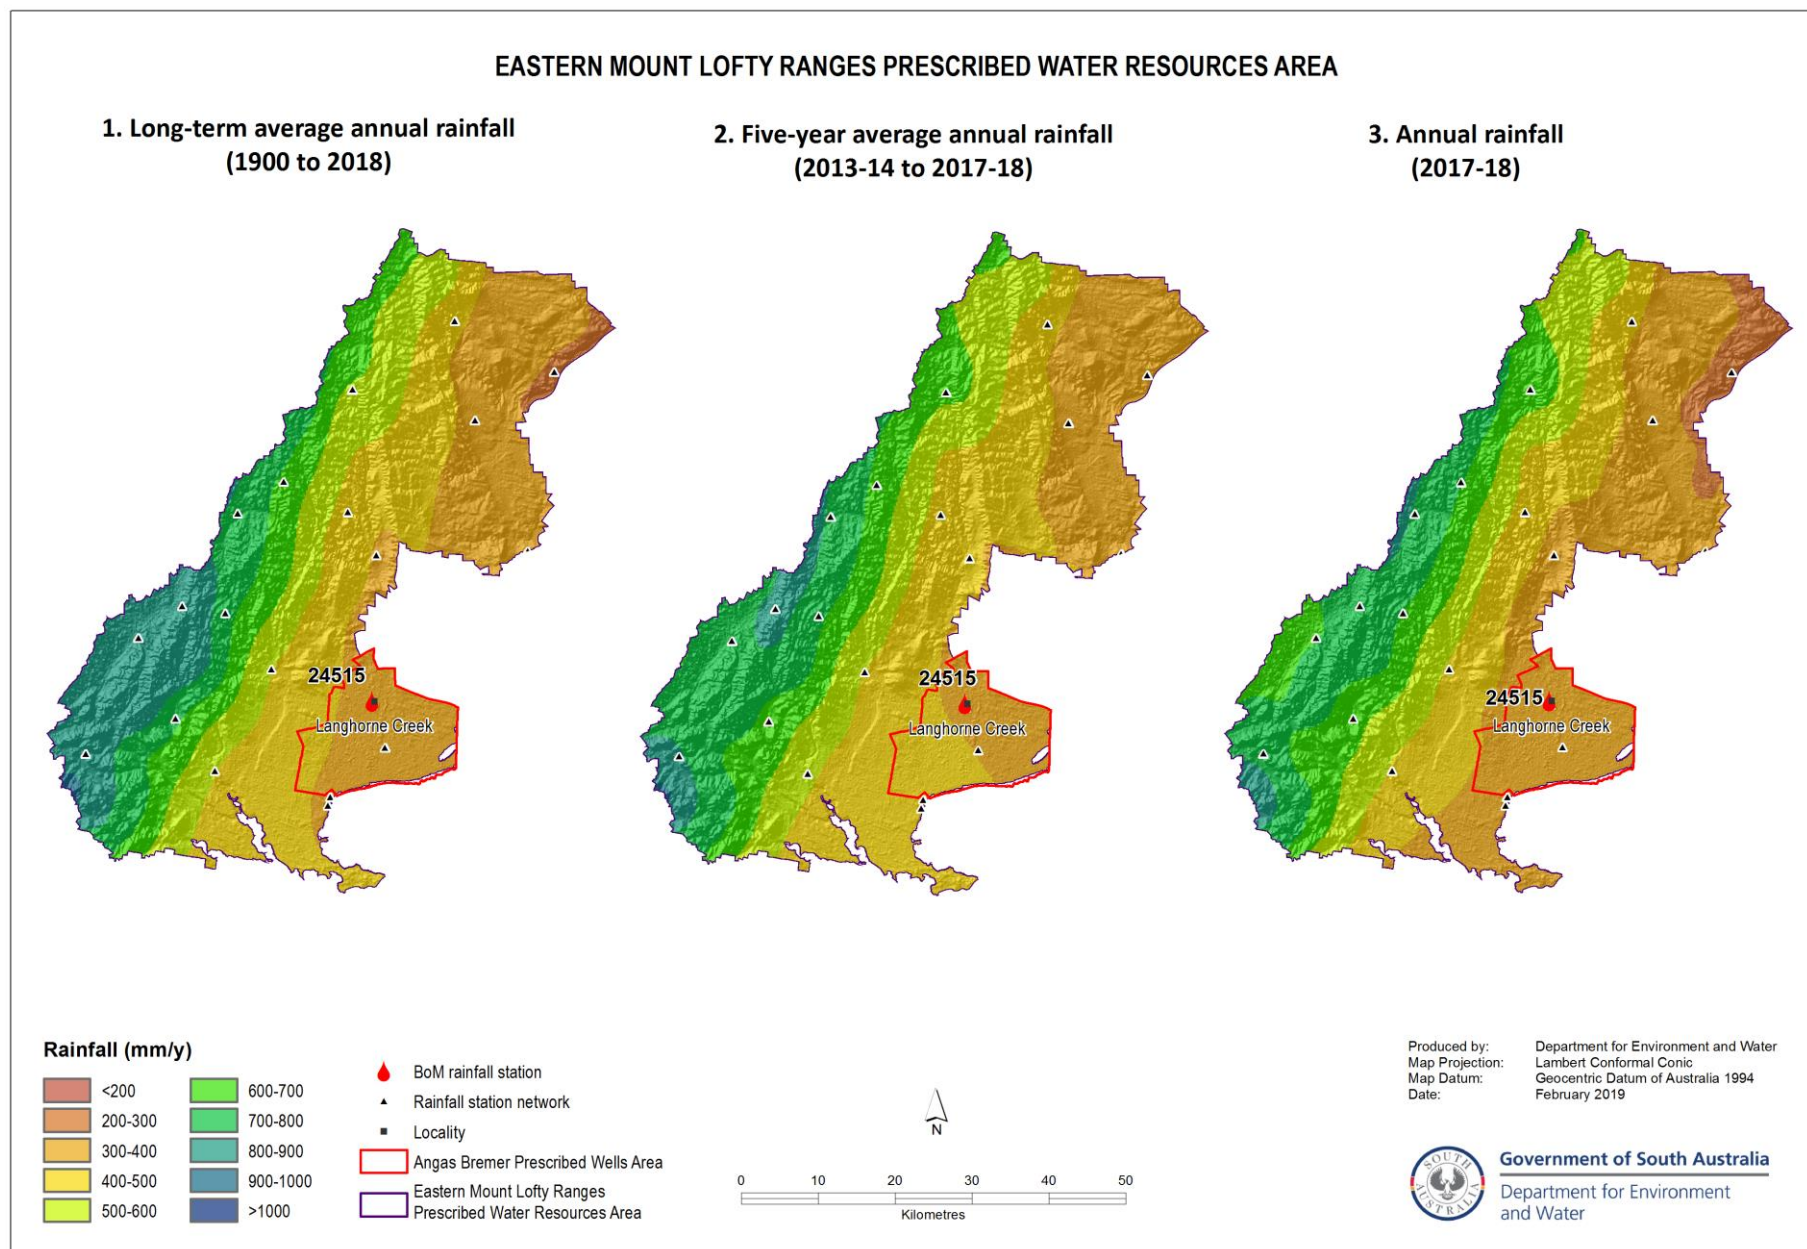 EASTERN MOUNT LOFTY RANGES PRESCRIBED WATER RESOURCES AREA
1. Long-term average annual rainfall
(1900 to 2018)
2. Five-year average annual rainfall
(2013-14 to 2017-18)
3. Annual rainfall
(2017-18)
24515
Langhorne Creek
24515
Langhorne Creek
24515
Langhorne Creek
Rainfall (mm/y)
<200
200-300
300-400
400-500
500-600
600-700
700-800
800-900
900-1000
>1000
BoM rainfall station
Rainfall station network
Locality
Angas Bremer Prescribed Wells Area
Eastern Mount Lofty Ranges
Prescribed Water Resources Area
N
0 10 20 30 40 50
Kilometres
Produced by: Department for Environment and Water
Map Projection: Lambert Conformal Conic
Map Datum: Geocentric Datum of Australia 1994
Date: February 2019
SOUTH AUSTRALIA
Government of South Australia
Department for Environment
and Water